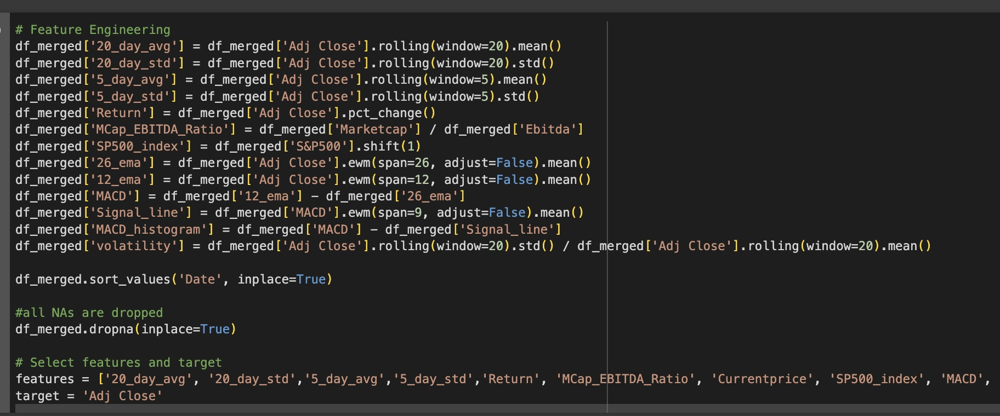 # Feature Engineering
df_merged['20_day_avg'] = df_merged['Adj Close'].rolling(window=20).mean()
df_merged['20_day_std'] = df_merged['Adj Close'].rolling(window=20).std()
df_merged['5_day_avg'] = df_merged['Adj Close'].rolling(window=5).mean()
df_merged['5_day_std'] = df_merged['Adj Close'].rolling(window=5).std()
df_merged['Return'] = df_merged['Adj Close'].pct_change()
df_merged['MCap_EBITDA_Ratio'] = df_merged['Marketcap'] / df_merged['Ebitda']
df_merged['SP500_index'] = df_merged['S&P500'].shift(1)
df_merged['26_ema'] = df_merged['Adj Close'].ewm(span=26, adjust=False).mean()
df_merged['12_ema'] = df_merged['Adj Close'].ewm(span=12, adjust=False).mean()
df_merged['MACD'] = df_merged['12_ema'] - df_merged['26_ema']
df_merged['Signal_line'] = df_merged['MACD'].ewm(span=9, adjust=False).mean()
df_merged['MACD_histogram'] = df_merged['MACD'] - df_merged['Signal_line']
df_merged['volatility'] = df_merged['Adj Close'].rolling(window=20).std() / df_merged['Adj Close'].rolling(window=20).mean()
df_merged.sort_values('Date', inplace=True)
#all NAs are dropped
df_merged.dropna(inplace=True)
# Select features and target
features = ['20_day_avg', '20_day_std','5_day_avg','5_day_std','Return', 'MCap_EBITDA_Ratio', 'Currentprice', 'SP500_index', 'MACD',
target = 'Adj Close'